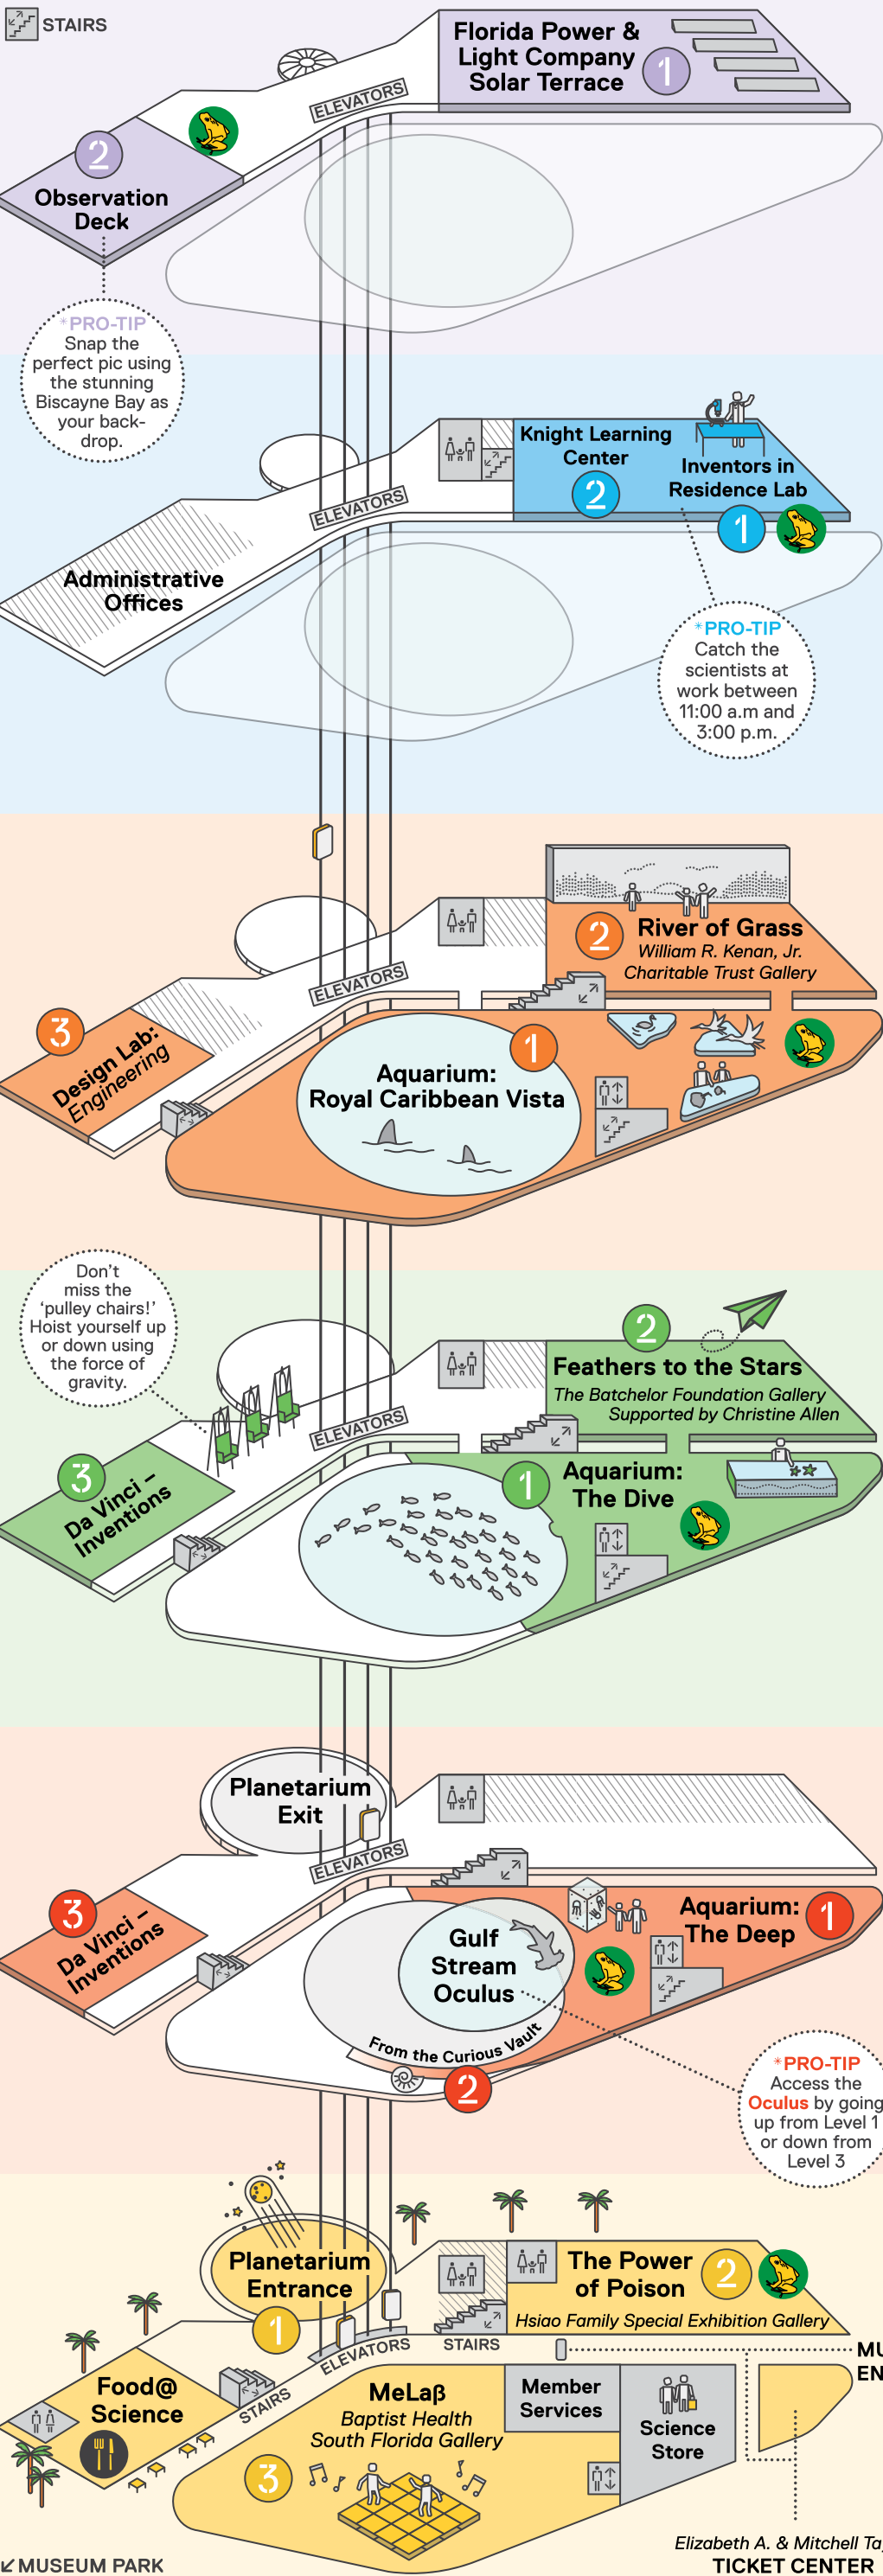 STAIRS
Florida Power &
Light Company
Solar Terrace
1
ELEVATORS
2
Observation
Deck
*PRO-TIP
Snap the
perfect pic using
the stunning
Biscayne Bay as
your back-
drop.
Knight Learning
Center
2
Inventors in
Residence Lab
1
ELEVATORS
Administrative
Offices
*PRO-TIP
Catch the
scientists at
work between
11:00 a.m and
3:00 p.m.
2
River of Grass
William R. Kenan, Jr.
Charitable Trust Gallery
ELEVATORS
3
Design Lab:
Engineering
1
Aquarium:
Royal Caribbean Vista
Don't
miss the
'pulley chairs!'
Hoist yourself up
or down using
the force of
gravity.
2
Feathers to the Stars
The Batchelor Foundation Gallery
Supported by Christine Allen
ELEVATORS
3
Da Vinci –
Inventions
1
Aquarium:
The Dive
Planetarium
Exit
ELEVATORS
3
Da Vinci –
Inventions
Aquarium:
The Deep
1
Gulf
Stream
Oculus
From the Curious Vault
2
*PRO-TIP
Access the
Oculus by going
up from Level 1
or down from
Level 3
Planetarium
Entrance
1
The Power
of Poison
2
Hsiao Family Special Exhibition Gallery
ELEVATORS
STAIRS
MU
EN
Food@
Science
STAIRS
MeLaβ
Baptist Health
South Florida Gallery
3
Member
Services
Science
Store
Elizabeth A. & Mitchell Ta
TICKET CENTER
MUSEUM PARK